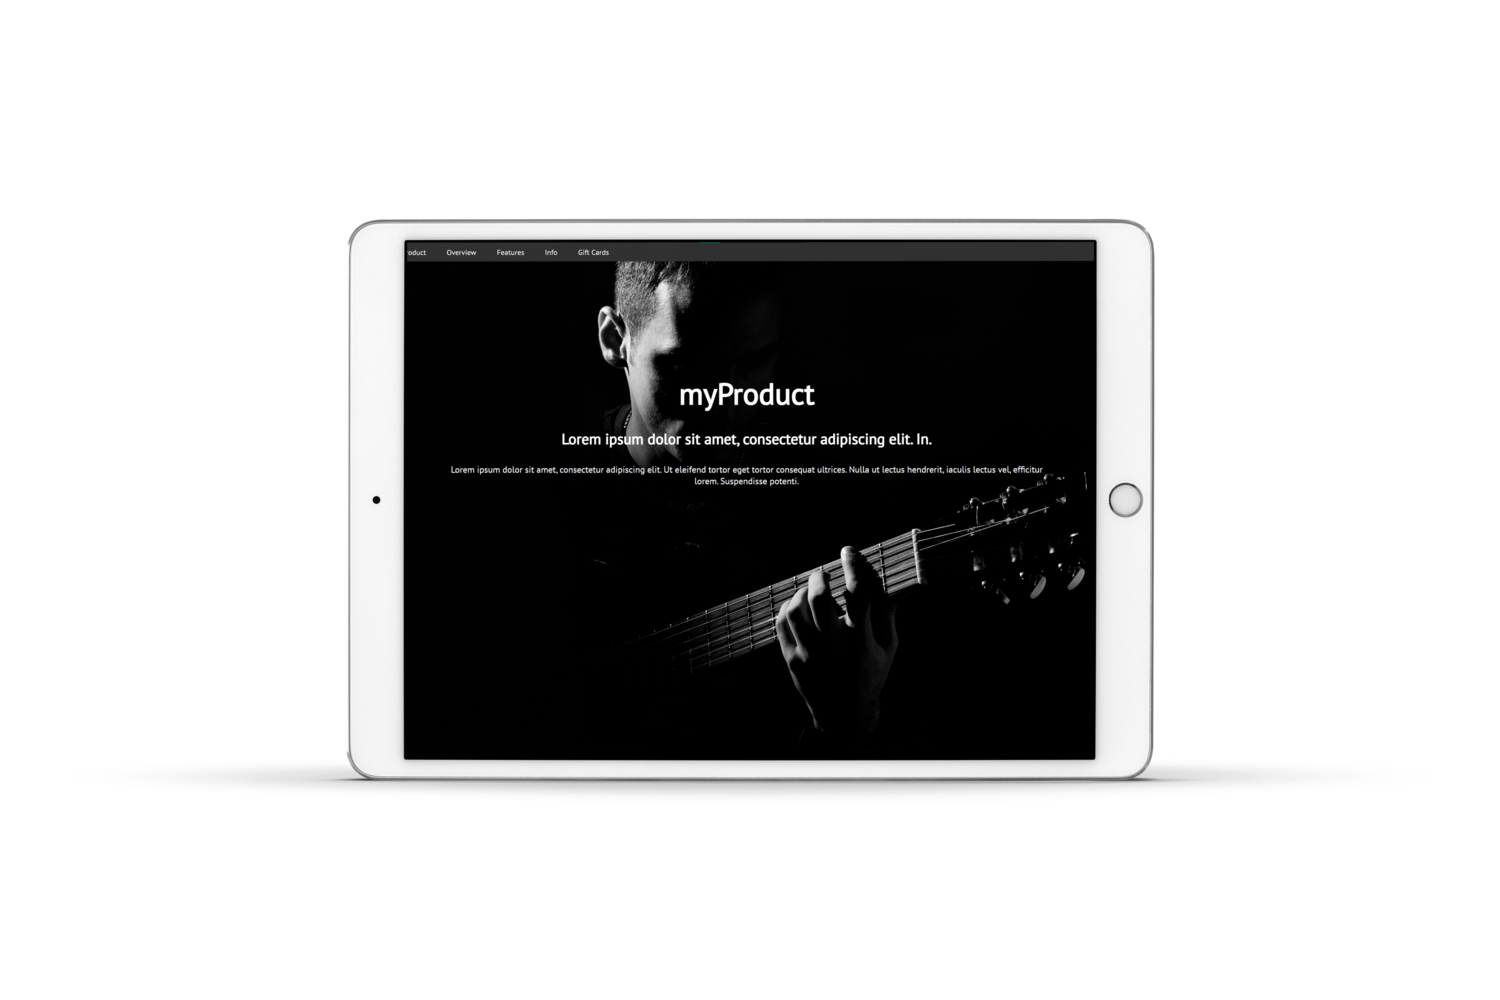 oduct Overview Features Info Gift Cards
myProduct
Lorem ipsum dolor sit amet, consectetur adipiscing elit. In.
Lorem ipsum dolor sit amet, consectetur adipiscing elit. Ut eleifend tortor eget tortor consequat ultrices. Nulla ut lectus hendrerit, iaculis lectus vel, efficitur
lorem. Suspendisse potenti.